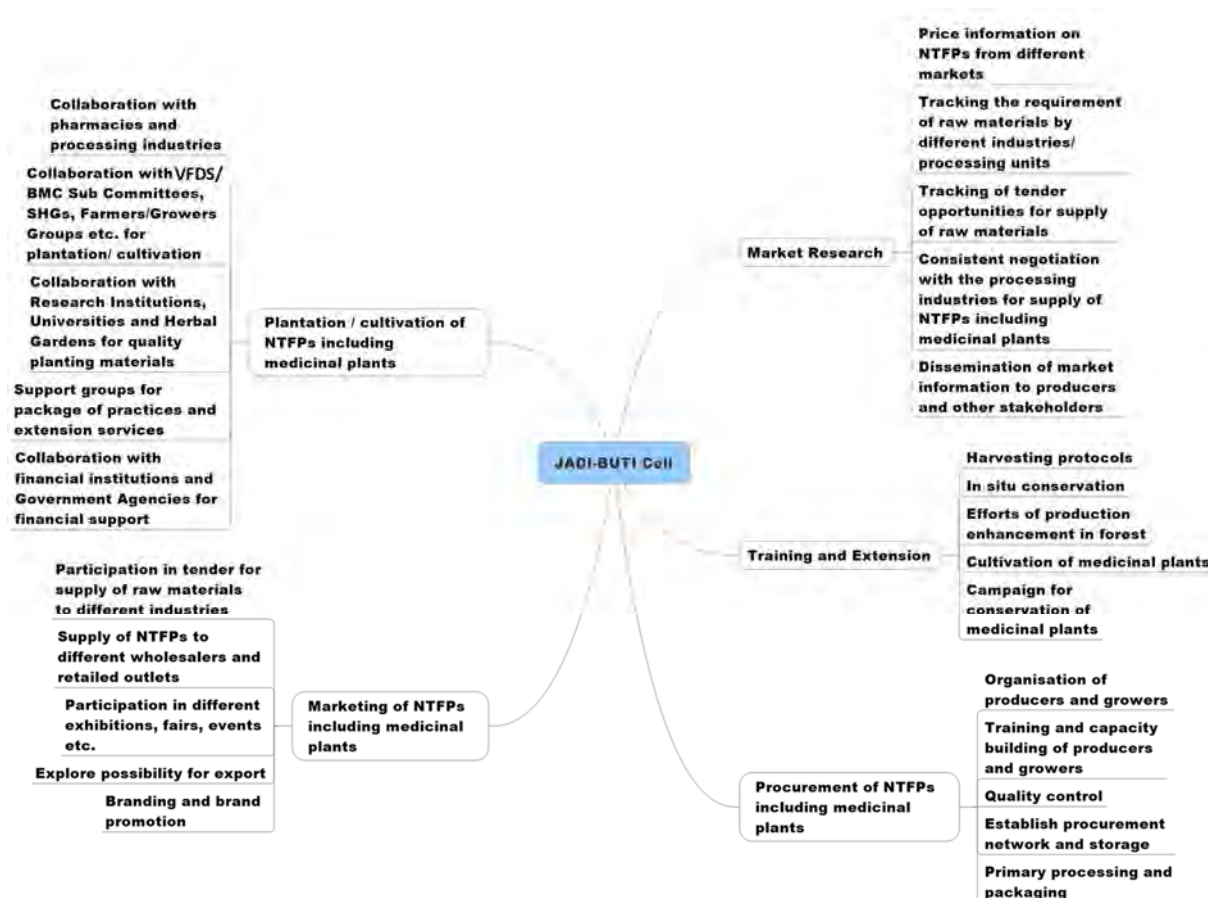 Collaboration with
pharmacies and
processing industries
Collaboration with VFDS/
BMC Sub Committees,
SHGs, Farmers/Growers
Groups etc. for
plantation/ cultivation
Collaboration with
Research Institutions,
Universities and Herbal
Gardens for quality
planting materials
Support groups for
package of practices and
extension services
Collaboration with
financial institutions and
Government Agencies for
financial support
Plantation / cultivation of
NTFPs including
medicinal plants
Participation in tender for
supply of raw materials
to different industries
Supply of NTFPs to
different wholesalers and
retailed outlets
Participation in different
exhibitions, fairs, events
etc.
Explore possibility for export
Branding and brand
promotion
Marketing of NTFPs
including medicinal
plants
JADI-BUTI Cell
Market Research
Price information on
NTFPs from different
markets
Tracking the requirement
of raw materials by
different industries/
processing units
Tracking of tender
opportunities for supply
of raw materials
Consistent negotiation
with the processing
industries for supply of
NTFPs including
medicinal plants
Dissemination of market
information to producers
and other stakeholders
Training and Extension
Harvesting protocols
In situ conservation
Efforts of production
enhancement in forest
Cultivation of medicinal plants
Campaign for
conservation of
medicinal plants
Procurement of NTFPs
including medicinal
plants
Organisation of
producers and growers
Training and capacity
building of producers
and growers
Quality control
Establish procurement
network and storage
Primary processing and
packaging